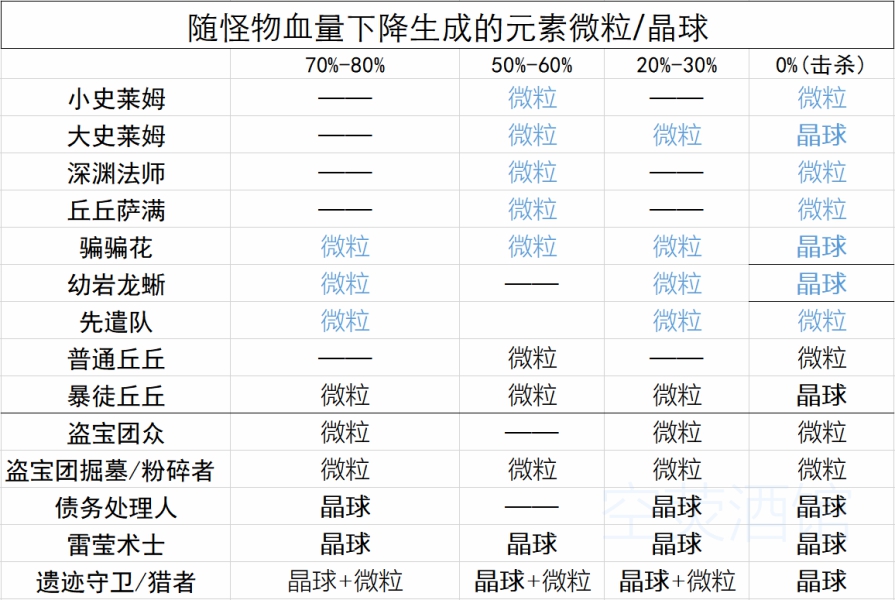 随怪物血量下降生成的元素微粒/晶球
70%-80% 50%-60% 20%-30% 0%(击杀)
小史莱姆 —— 微粒 —— 微粒
大史莱姆 —— 微粒 微粒 晶球
深渊法师 —— 微粒 —— 微粒
丘丘萨满 —— 微粒 —— 微粒
骗骗花 微粒 微粒 微粒 晶球
幼岩龙蜥 微粒 —— 微粒 晶球
先遣队 微粒 微粒 微粒
普通丘丘 —— 微粒 —— 微粒
暴徒丘丘 微粒 微粒 微粒 晶球
盗宝团众 微粒 —— 微粒 微粒
盗宝团掘墓/粉碎者 微粒 微粒 微粒 微粒
债务处理人 晶球 —— 晶球 晶球
雷莹术士 晶球 晶球 晶球 晶球
遗迹守卫/猎者 晶球+微粒 晶球+微粒 晶球+微粒 晶球
空荧酒馆